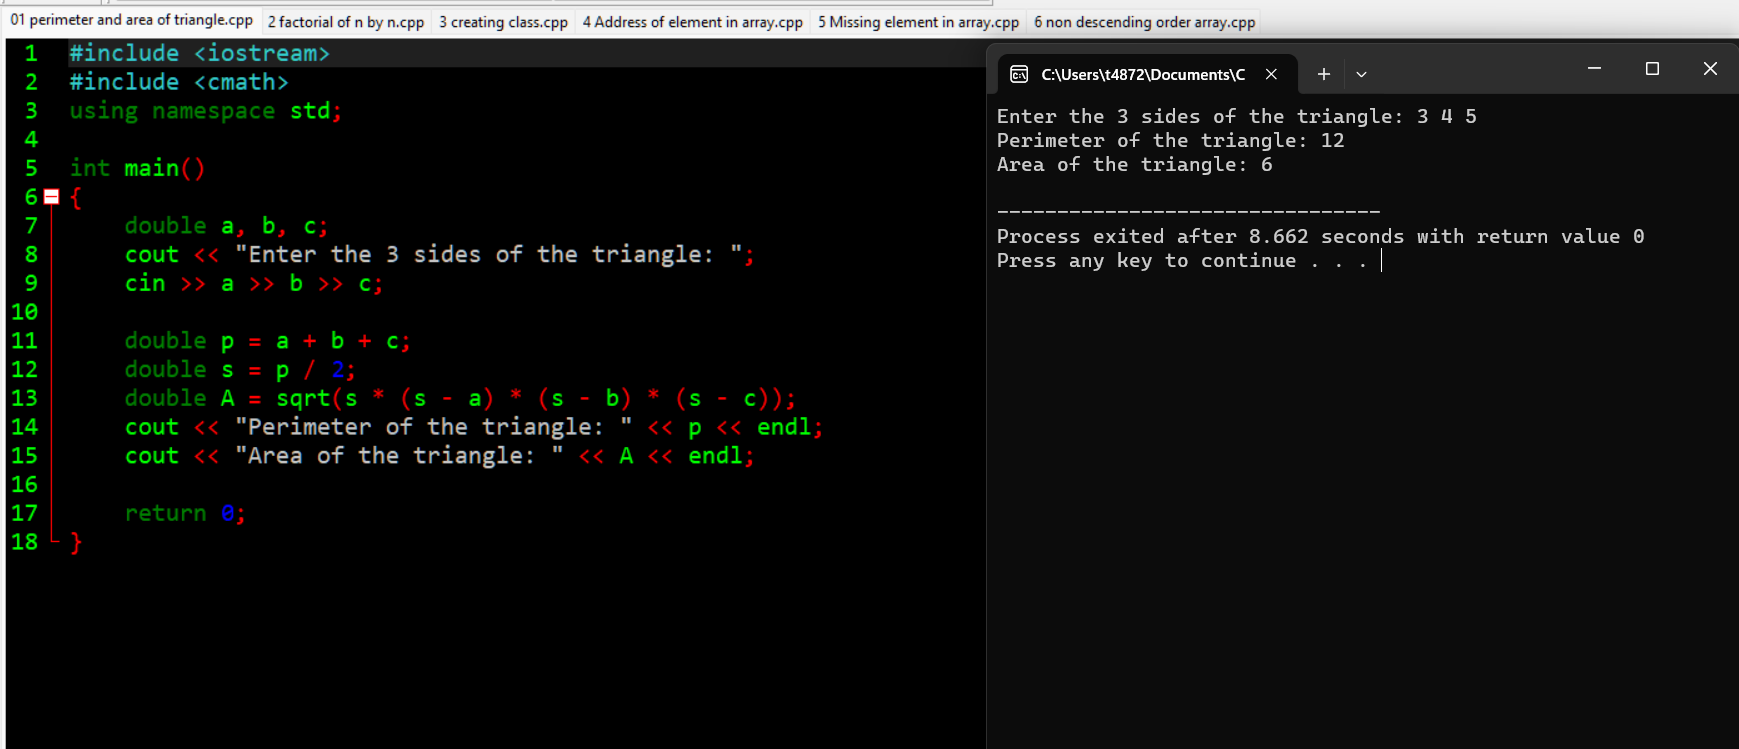 01 perimeter and area of triangle.cpp 2 factorial of n by n.cpp 3 creating class.cpp 4 Address of element in array.cpp 5 Missing element in array.cpp 6 non descending order array.cpp
1 #include <iostream>
2 #include <cmath>
3 using namespace std;
4
5 int main()
6 {
7 double a, b, c;
8 cout << "Enter the 3 sides of the triangle: ";
9 cin >> a >> b >> c;
10
11 double p = a + b + c;
12 double s = p / 2;
13 double A = sqrt(s * (s - a) * (s - b) * (s - c));
14 cout << "Perimeter of the triangle: " << p << endl;
15 cout << "Area of the triangle: " << A << endl;
16
17 return 0;
18 }
C:\Users\t4872\Documents\C
Enter the 3 sides of the triangle: 3 4 5
Perimeter of the triangle: 12
Area of the triangle: 6
--------------------------------
Process exited after 8.662 seconds with return value 0
Press any key to continue . . .